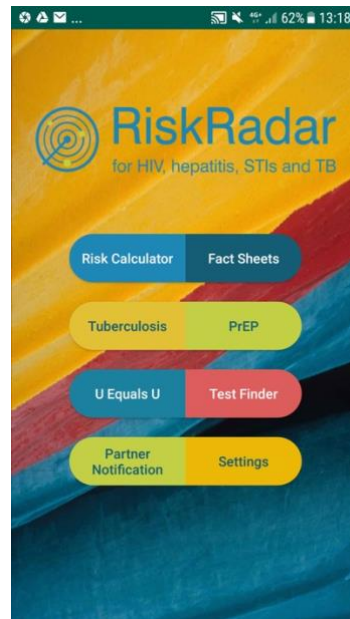 ... 4G+ 62% 13:18
RiskRadar
for HIV, hepatitis, STIs and TB
Risk Calculator Fact Sheets
Tuberculosis PrEP
U Equals U Test Finder
Partner
Notification Settings